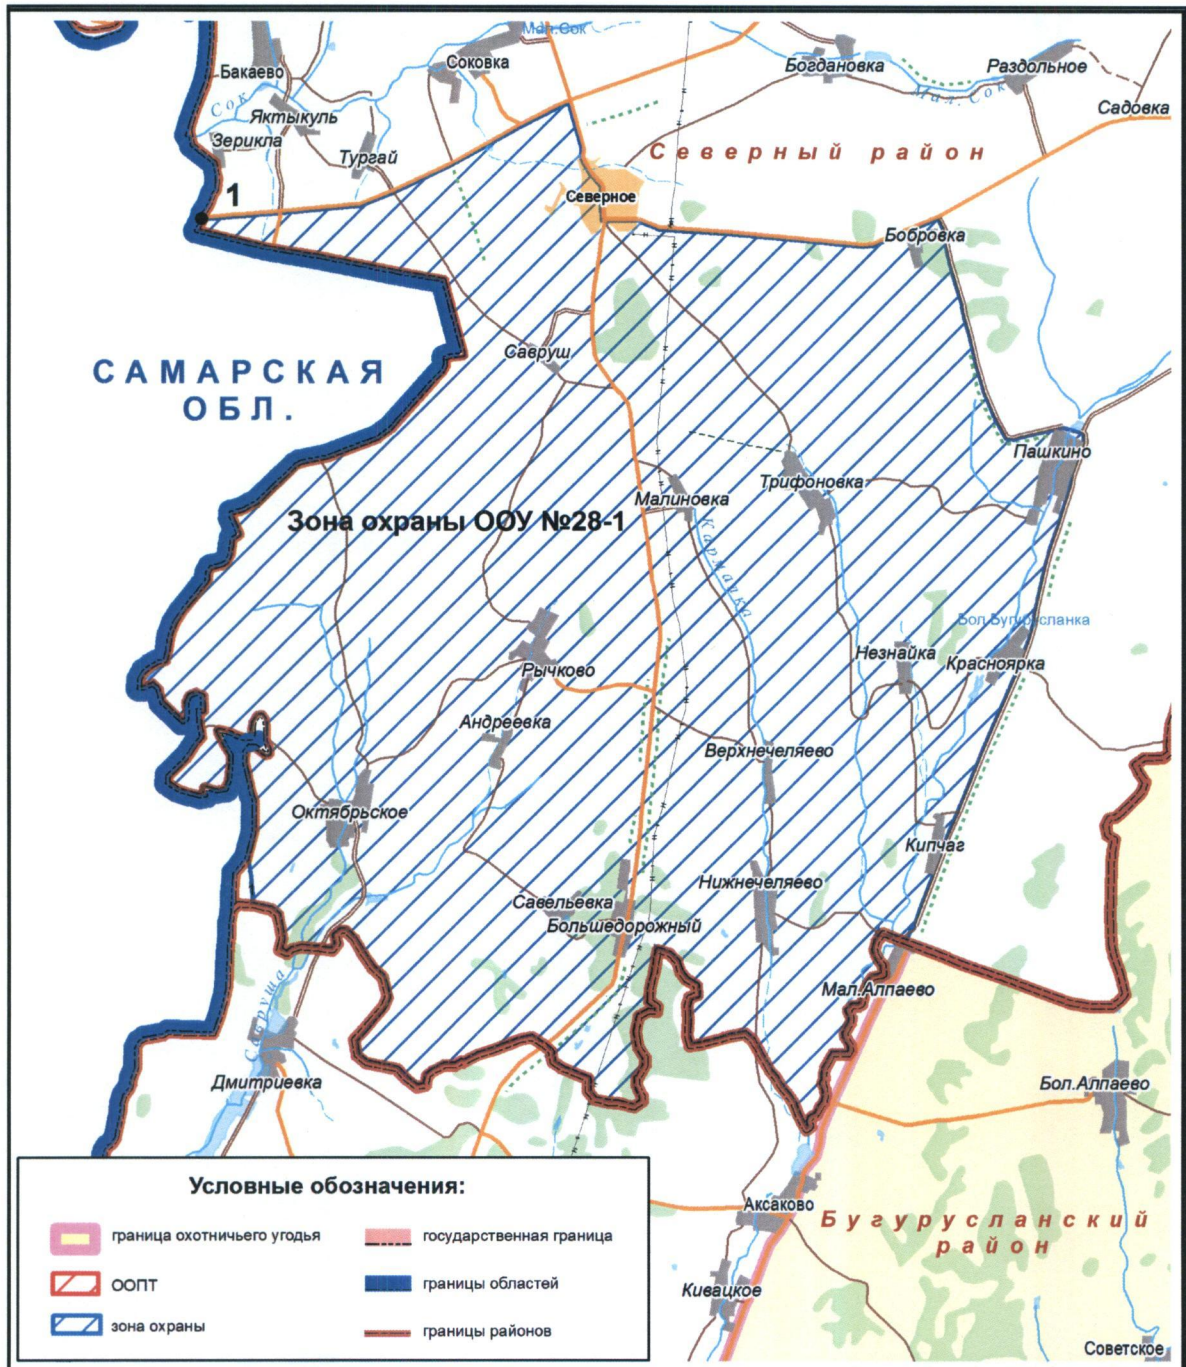 Мал.Сок
Бакаево
Соковка
Богдановка
Раздольное
Сок
Мал. Сок
Садовка
Яктыкуль
Зерикла
Тургай
Северный район
1
Северное
Бобровка
Савруш
САМАРСКАЯ
ОБЛ.
Пашкино
Трифоновка
Малиновка
Зона охраны ООУ №28-1
Кармалка
Бол.Бугурусланка
Незнайка
Красноярка
Рычково
Андреевка
Верхнечеляево
Октябрьское
Кипчаг
Нижнечеляево
Савельевка
Большедорожный
Мал.Алпаево
Савруша
Дмитриевка
Бол.Алпаево
Аксаково
Бугурусланский
район
Кивацкое
Советское
Условные обозначения:
граница охотничьего угодья
государственная граница
ООПТ
границы областей
зона охраны
границы районов